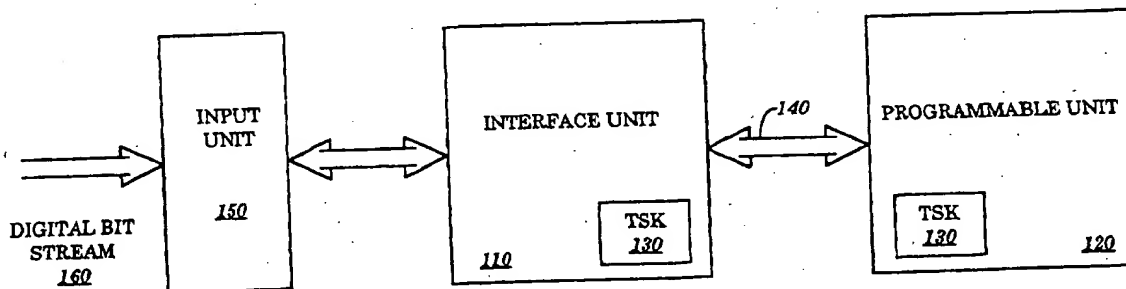 DIGITAL BIT
STREAM
160
INPUT
UNIT
150
INTERFACE UNIT
110
TSK
130
140
PROGRAMMABLE UNIT
TSK
130
120